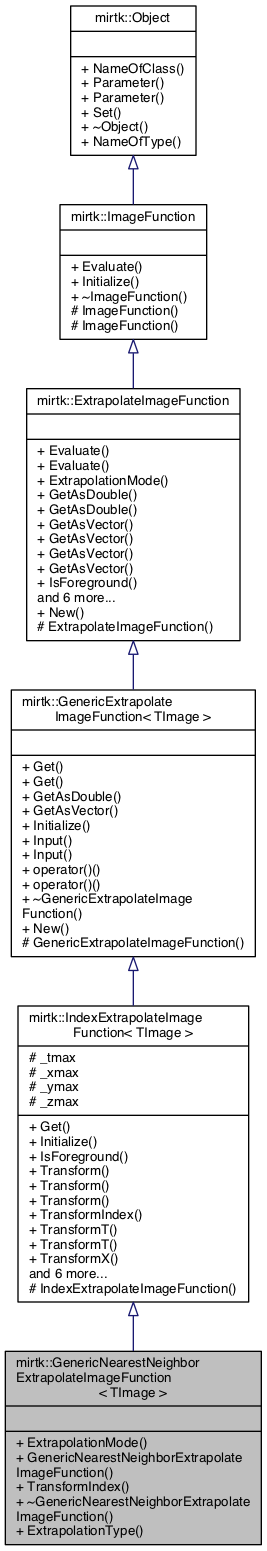 mirtk::Object
+ NameOfClass()
+ Parameter()
+ Parameter()
+ Set()
+ ~Object()
+ NameOfType()
mirtk::ImageFunction
+ Evaluate()
+ Initialize()
+ ~ImageFunction()
# ImageFunction()
# ImageFunction()
mirtk::ExtrapolateImageFunction
+ Evaluate()
+ Evaluate()
+ ExtrapolationMode()
+ GetAsDouble()
+ GetAsDouble()
+ GetAsVector()
+ GetAsVector()
+ GetAsVector()
+ GetAsVector()
+ IsForeground()
and 6 more...
+ New()
# ExtrapolateImageFunction()
mirtk::GenericExtrapolate
ImageFunction< TImage >
+ Get()
+ Get()
+ GetAsDouble()
+ GetAsVector()
+ Initialize()
+ Input()
+ Input()
+ operator()()
+ operator()()
+ ~GenericExtrapolateImage
Function()
+ New()
# GenericExtrapolateImageFunction()
mirtk::IndexExtrapolateImage
Function< TImage >
# _tmax
# _xmax
# _ymax
# _zmax
+ Get()
+ Initialize()
+ IsForeground()
+ Transform()
+ Transform()
+ Transform()
+ TransformIndex()
+ TransformT()
+ TransformT()
+ TransformX()
and 6 more...
# IndexExtrapolateImageFunction()
mirtk::GenericNearestNeighbor
ExtrapolateImageFunction
< TImage >
+ ExtrapolationMode()
+ GenericNearestNeighborExtrapolate
ImageFunction()
+ TransformIndex()
+ ~GenericNearestNeighborExtrapolate
ImageFunction()
+ ExtrapolationType()